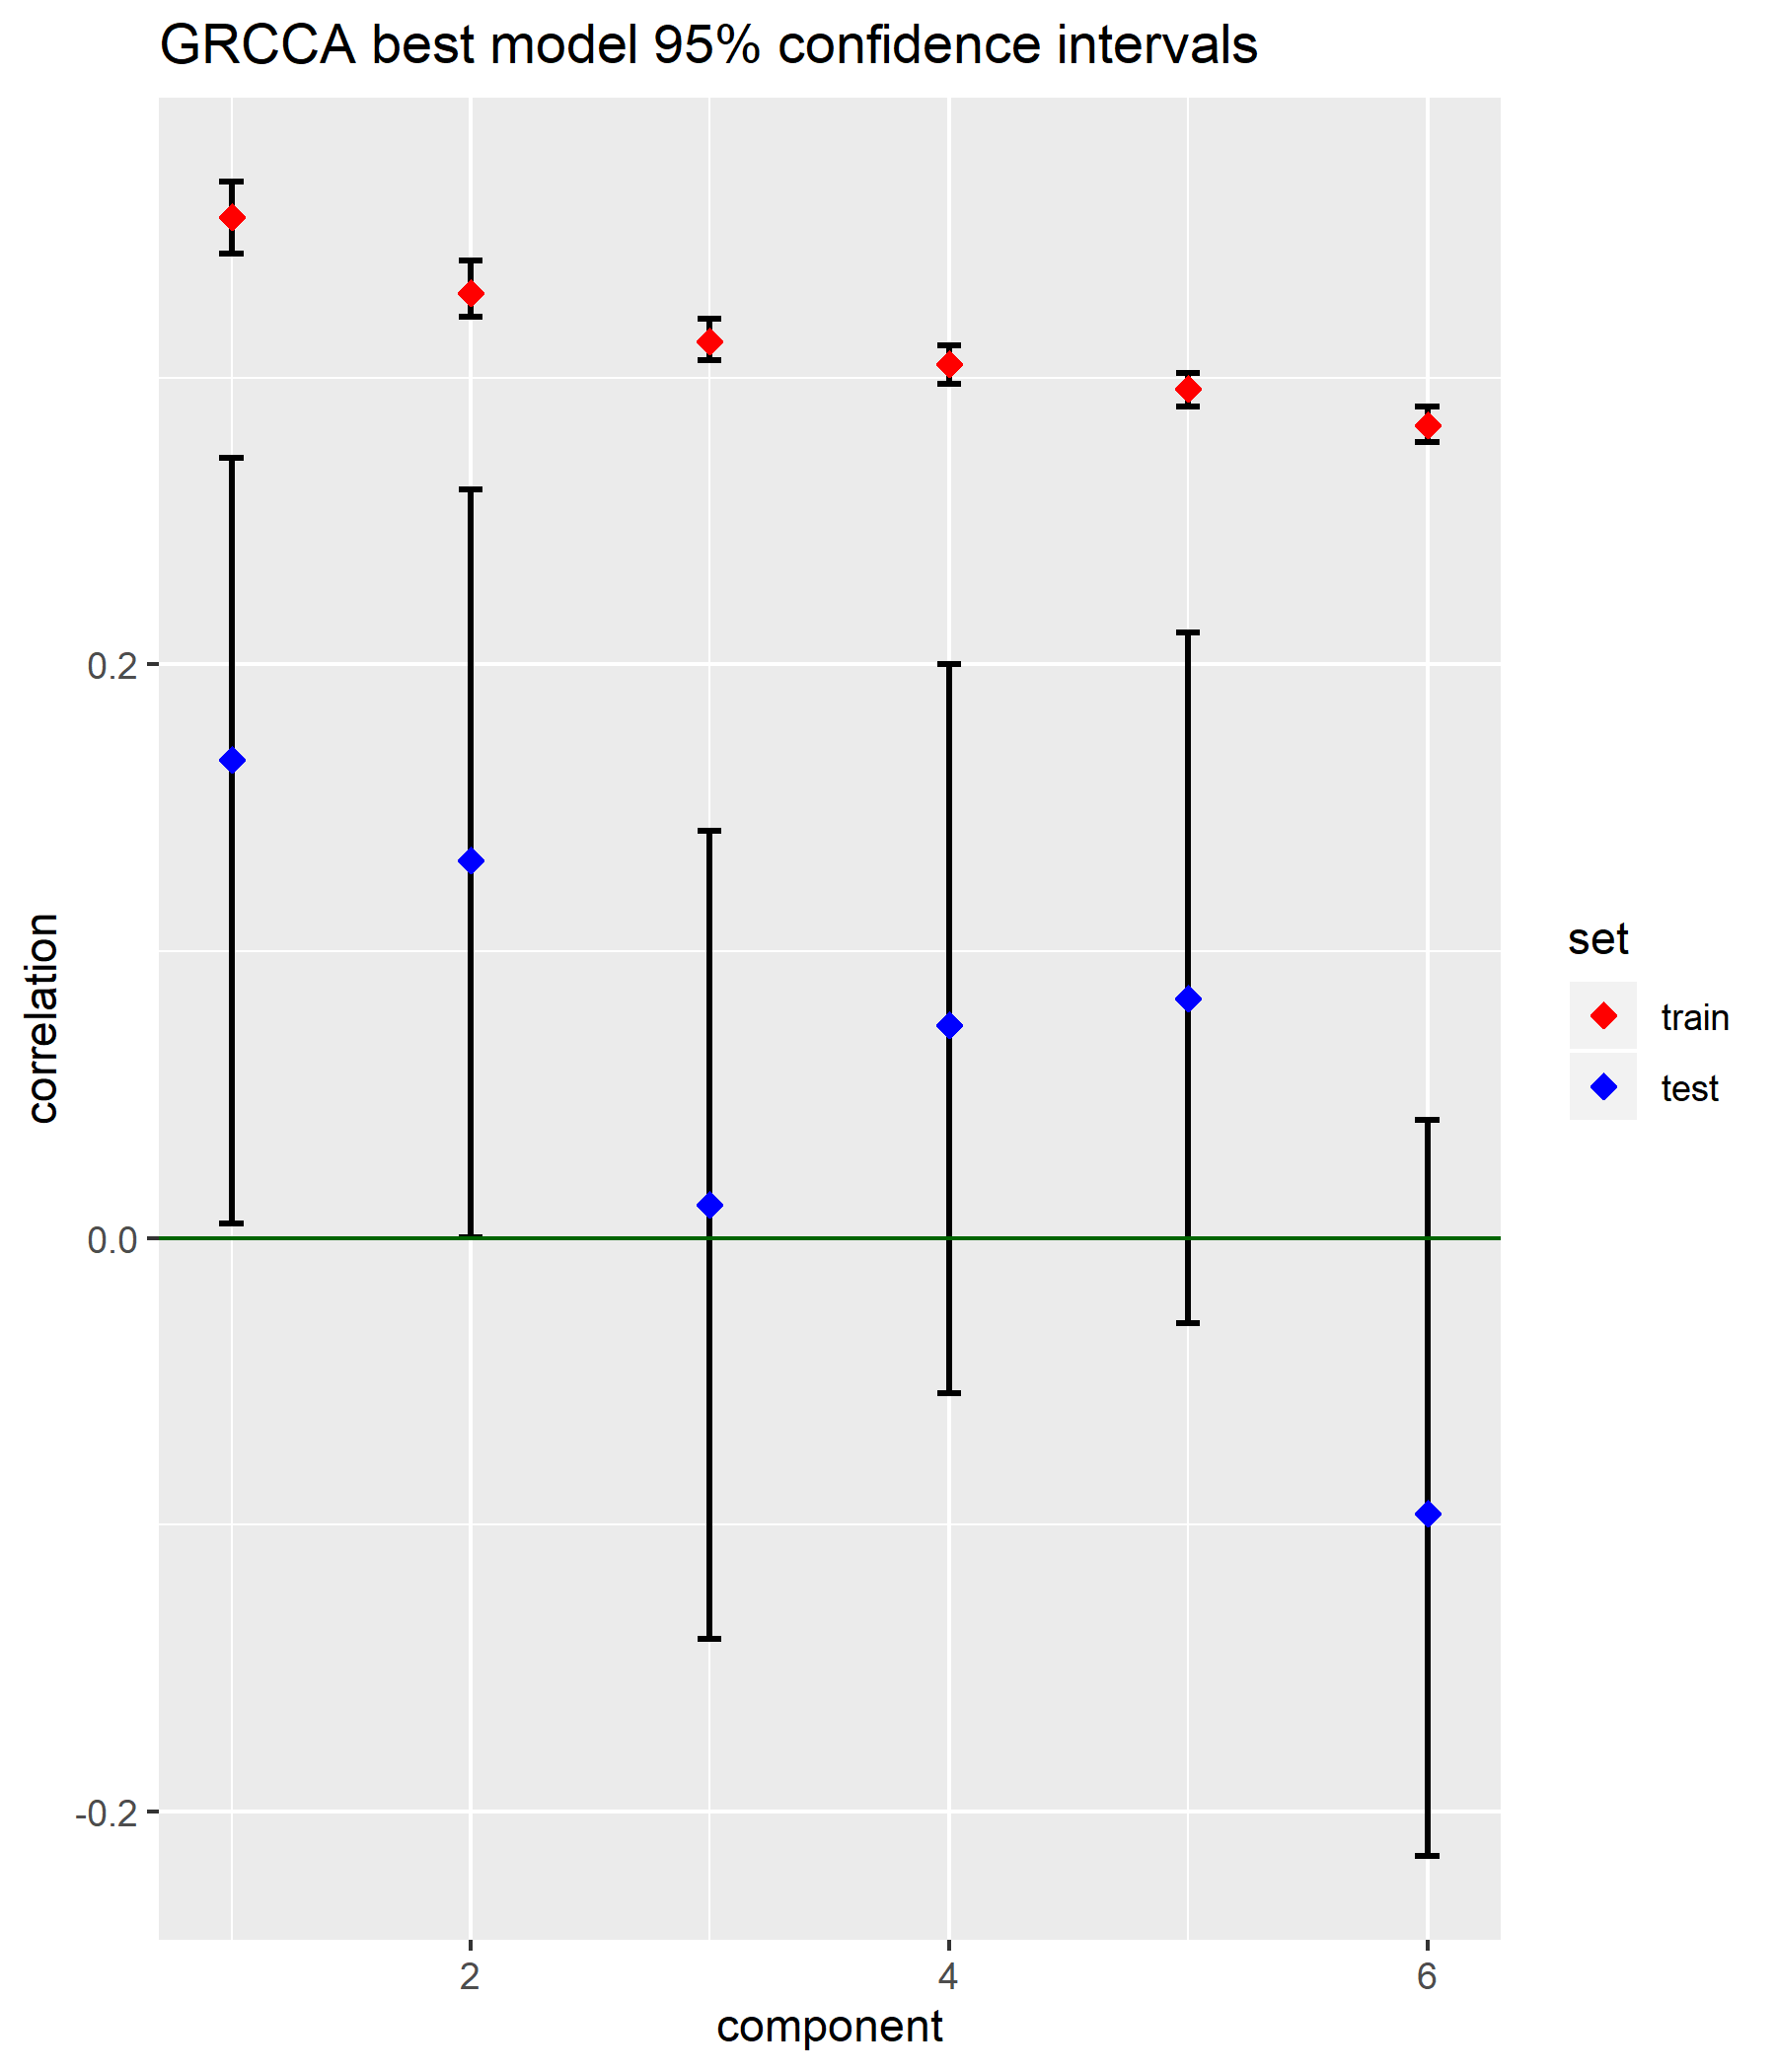 GRCCA best model 95% confidence intervals
correlation
0.2
0.0
-0.2
2 4 6
component
set
train
test